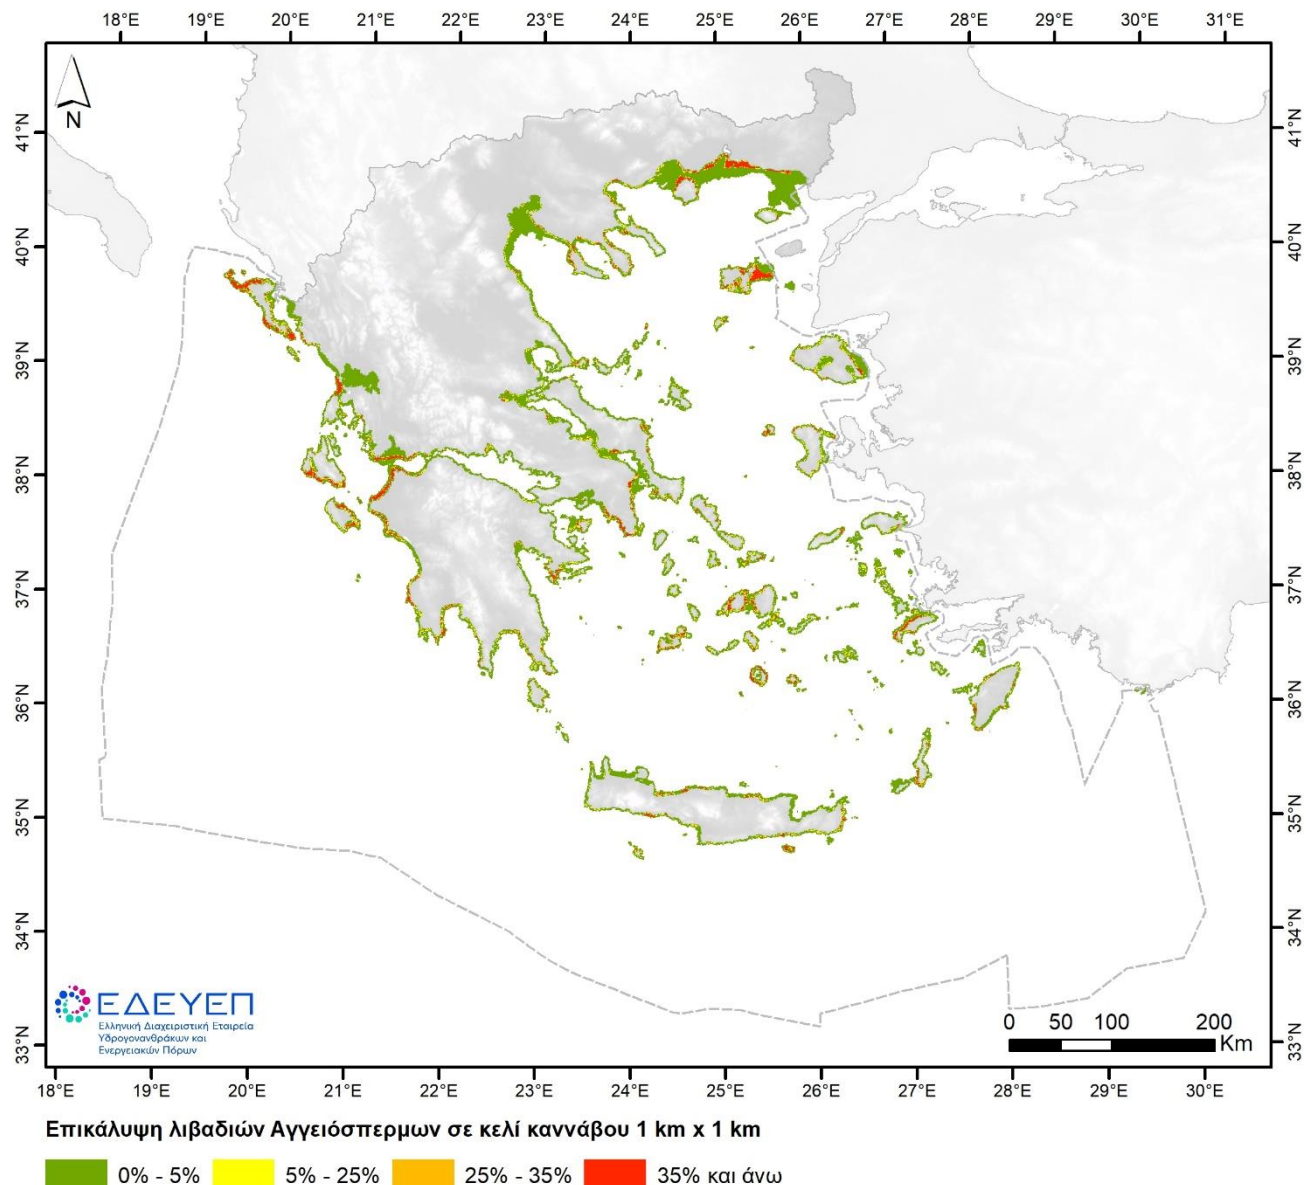 18°E 19°E 20°E 21°E 22°E 23°E 24°E 25°E 26°E 27°E 28°E 29°E 30°E 31°E
N
41°N 41°N
40°N 40°N
39°N 39°N
38°N 38°N
37°N 37°N
36°N 36°N
35°N 35°N
34°N 34°N
33°N 33°N
ΕΔΕΥΕΠ
Ελληνική Διαχειριστική Εταιρεία
Υδρογονανθράκων και
Ενεργειακών Πόρων
0 50 100 200
Km
18°E 19°E 20°E 21°E 22°E 23°E 24°E 25°E 26°E 27°E 28°E 29°E 30°E
Επικάλυψη λιβαδιών Αγγειόσπερμων σε κελί καννάβου 1 km x 1 km
0% - 5% 5% - 25% 25% - 35% 35% και άνω